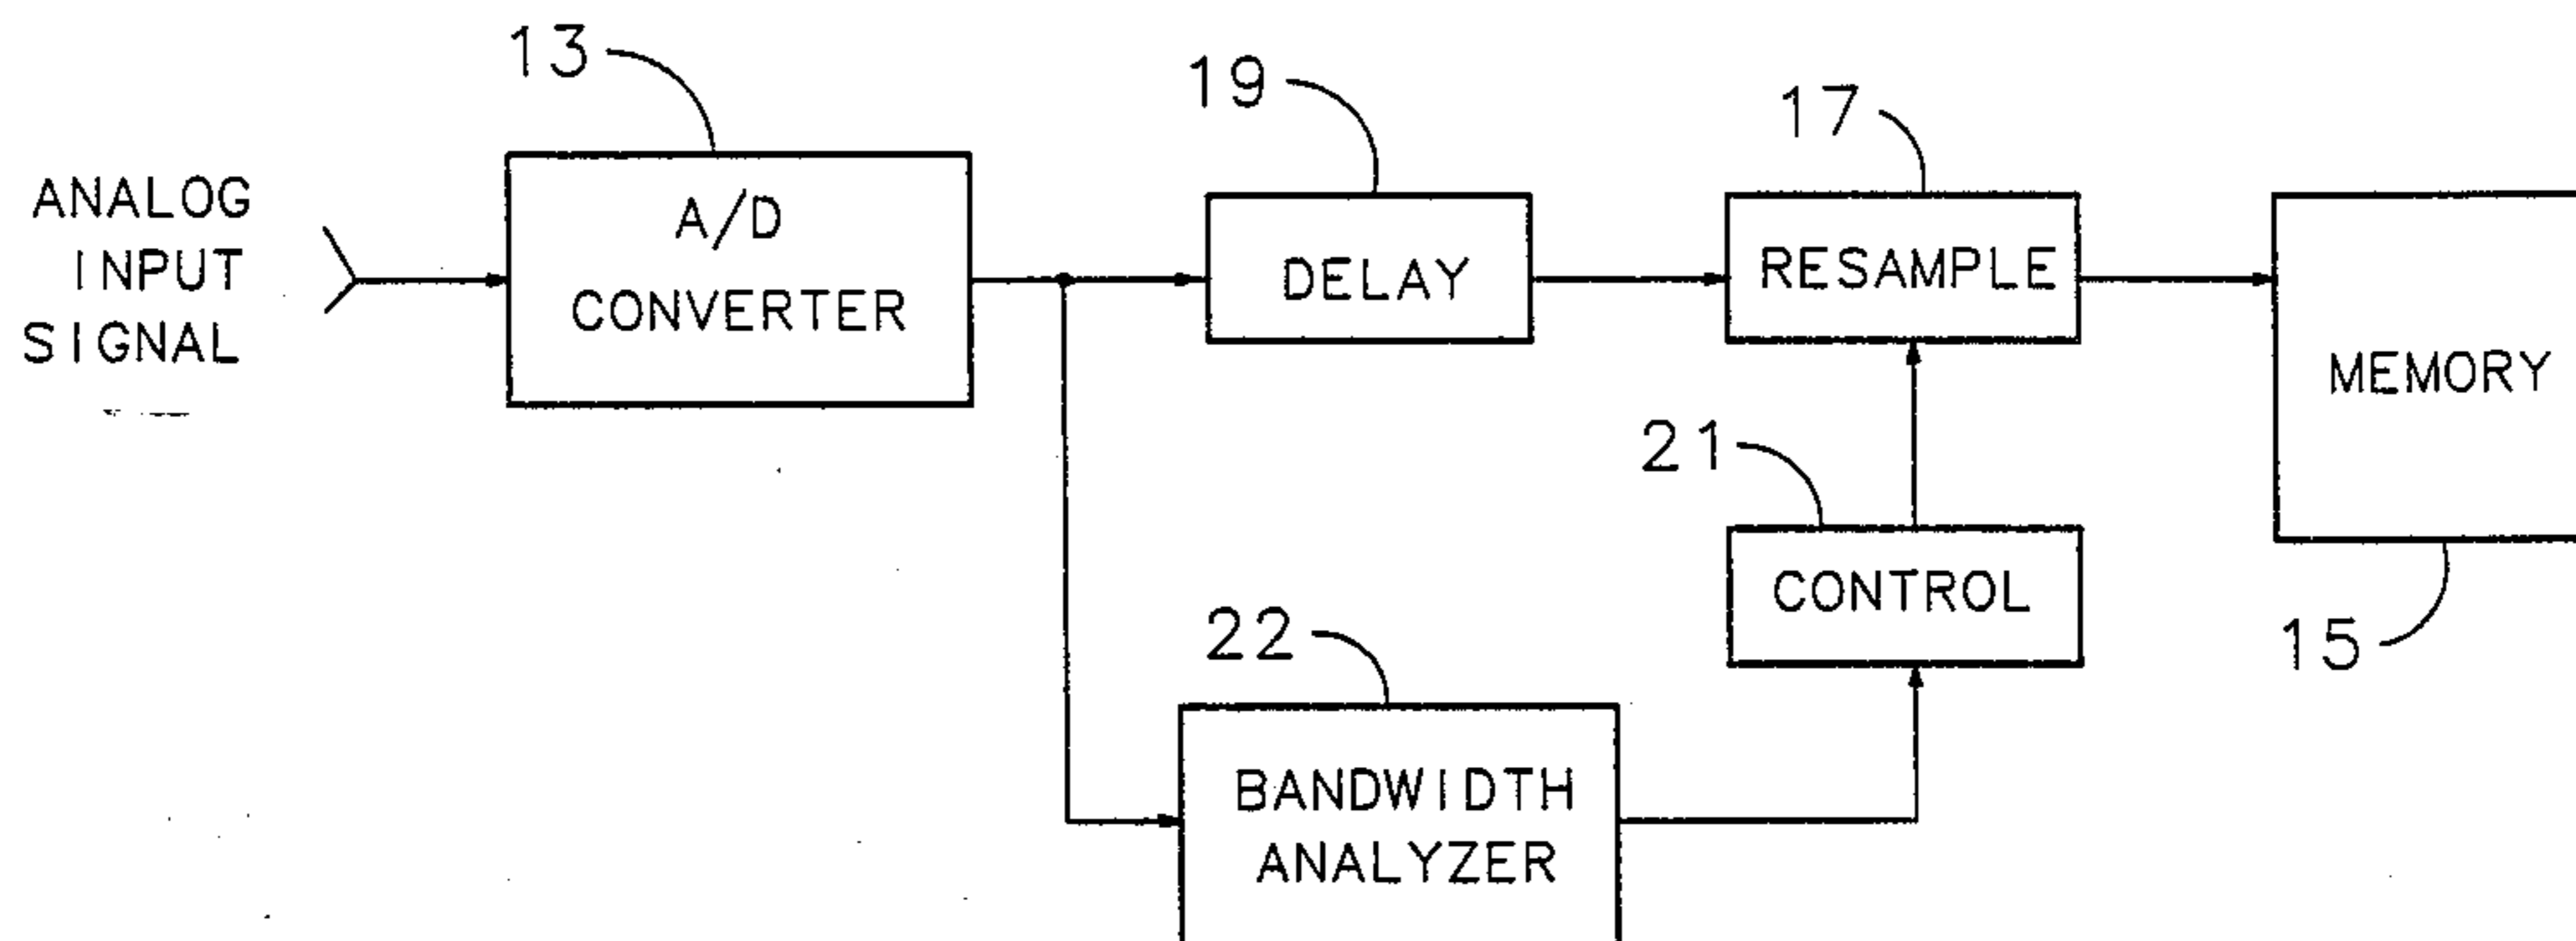 13
19
17
ANALOG
INPUT
SIGNAL
A/D
CONVERTER
DELAY
RESAMPLE
MEMORY
21
CONTROL
22
15
BANDWIDTH
ANALYZER